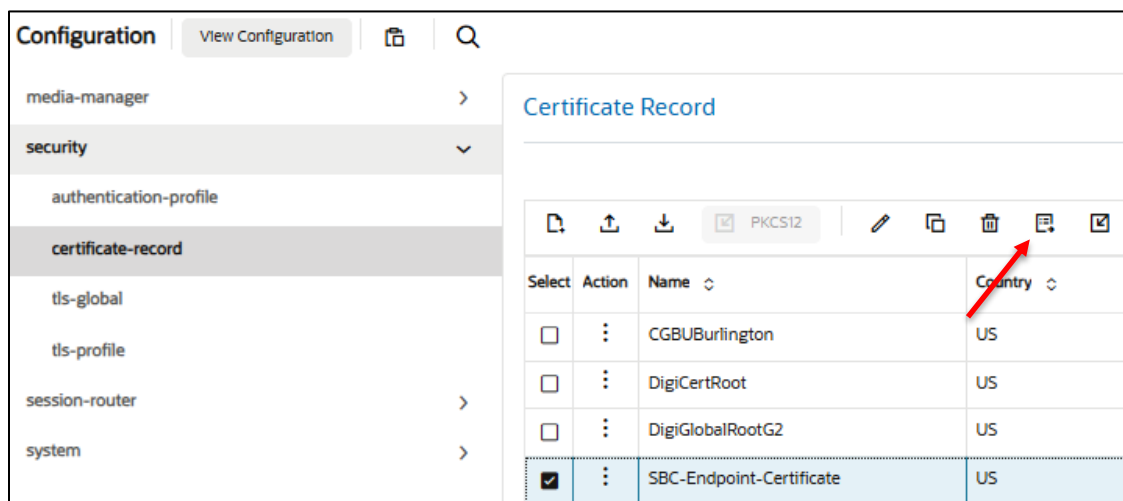 Configuration View Configuration
media-manager
security
authentication-profile
certificate-record
tls-global
tls-profile
session-router
system
Certificate Record
PKCS12
Select Action Name Country
CGBUBurlington US
DigiCertRoot US
DigiGlobalRootG2 US
SBC-Endpoint-Certificate US